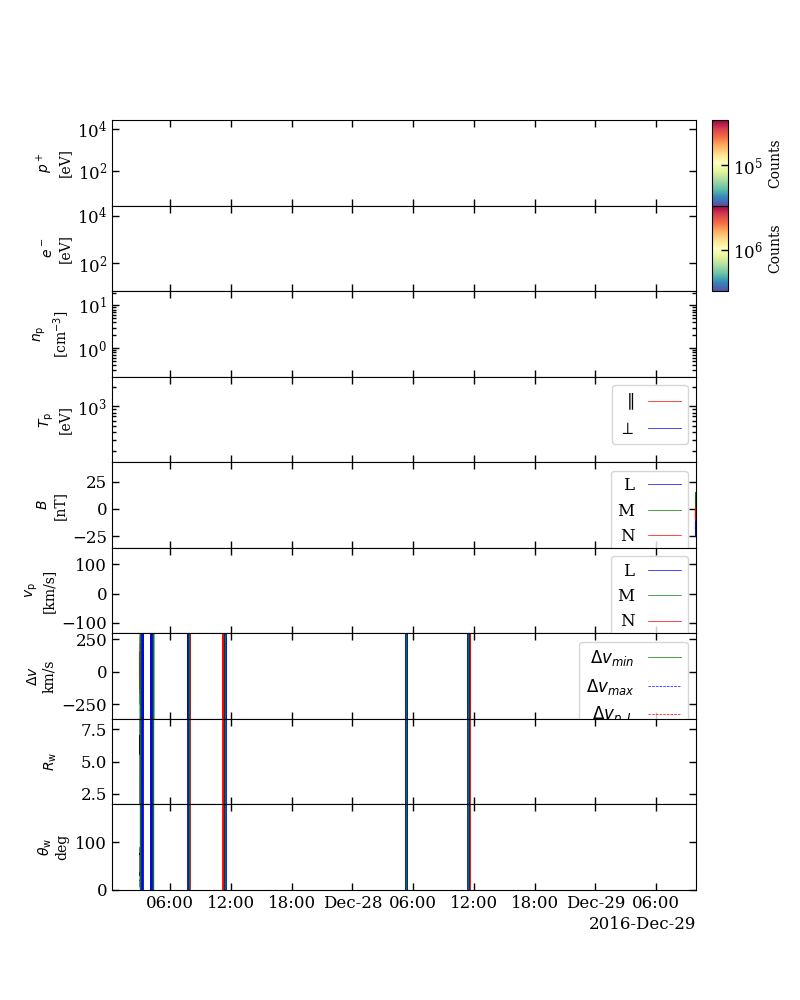 10^4
10^2
p^+
[eV]
10^5
Counts
10^4
10^2
e^−
[eV]
10^6
Counts
10^1
10^0
n_p
[cm^−3]
10^3
T_p
[eV]
∥
⊥
25
0
−25
B
[nT]
L
M
N
100
0
−100
v_p
[km/s]
L
M
N
250
0
−250
Δv
km/s
Δv_min
Δv_max
7.5
5.0
2.5
R_w
100
0
θ_w
deg
06:00 12:00 18:00 Dec-28 06:00 12:00 18:00 Dec-29 06:00
2016-Dec-29